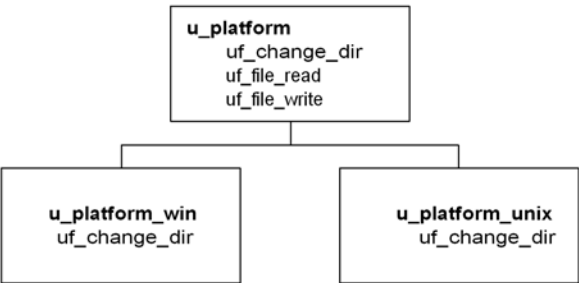 u_platform
uf_change_dir
uf_file_read
uf_file_write
u_platform_win
uf_change_dir
u_platform_unix
uf_change_dir